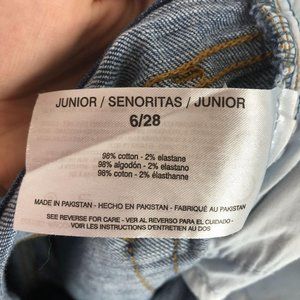 JUNIOR / SENORITAS / JUNIOR
6/28
98% cotton - 2% elastane
98% algodón - 2% elastano
98% coton - 2% élasthanne
MADE IN PAKISTAN - HECHO EN PAKISTAN - FABRIQUÉ AU PAKISTAN
SEE REVERSE FOR CARE - VER AL REVERSO PARA EL CUIDADO -
VOIR LES INSTRUCTIONS D'ENTRETIEN AU DOS